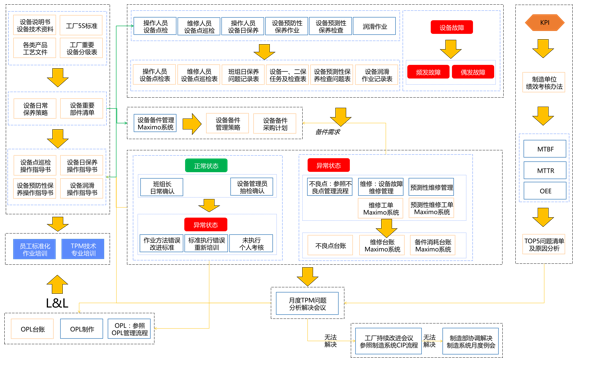 设备说明书
设备技术资料
工厂5S标准
各类产品
工艺文件
工厂重要
设备分级表
设备日常
保养策略
设备重要
部件清单
设备点巡检
操作指导书
设备日保养
操作指导书
设备预防性保
养操作指导书
设备润滑
操作指导书
员工标准化
作业培训
TPM技术
专业培训
L&L
OPL台账
OPL制作
OPL：参照
OPL管理流程
操作人员
设备点检
维修人员
设备点巡检
操作人员
设备日保养
设备预防性
保养作业
设备预测性
保养检查
润滑作业
操作人员
设备点检表
维修人员
设备点巡检表
班组日保养
问题记录表
设备一、二保
任务及检查表
设备预测性保
养检查问题表
设备润滑
作业记录表
设备故障
频发故障
偶发故障
设备备件管理
Maximo系统
设备备件
管理策略
设备备件
采购计划
备件需求
正常状态
班组长
日常确认
设备管理员
抽检确认
异常状态
作业方法错误
改进标准
标准执行错误
重新培训
未执行
个人考核
异常状态
不良点：参照不
良点管理流程
维修：设备故障
维修管理
预测性维修管理
维修工单
Maximo系统
预测性维修工单
Maximo系统
不良点台账
维修台账
Maximo系统
备件消耗台账
Maximo系统
月度TPM问题
分析解决会议
无法
解决
工厂持续改进会议
参照制造系统CIP流程
无法
解决
制造部协调解决
制造系统月度例会
KPI
制造单位
绩效考核办法
MTBF
MTTR
OEE
TOP5问题清单
及原因分析